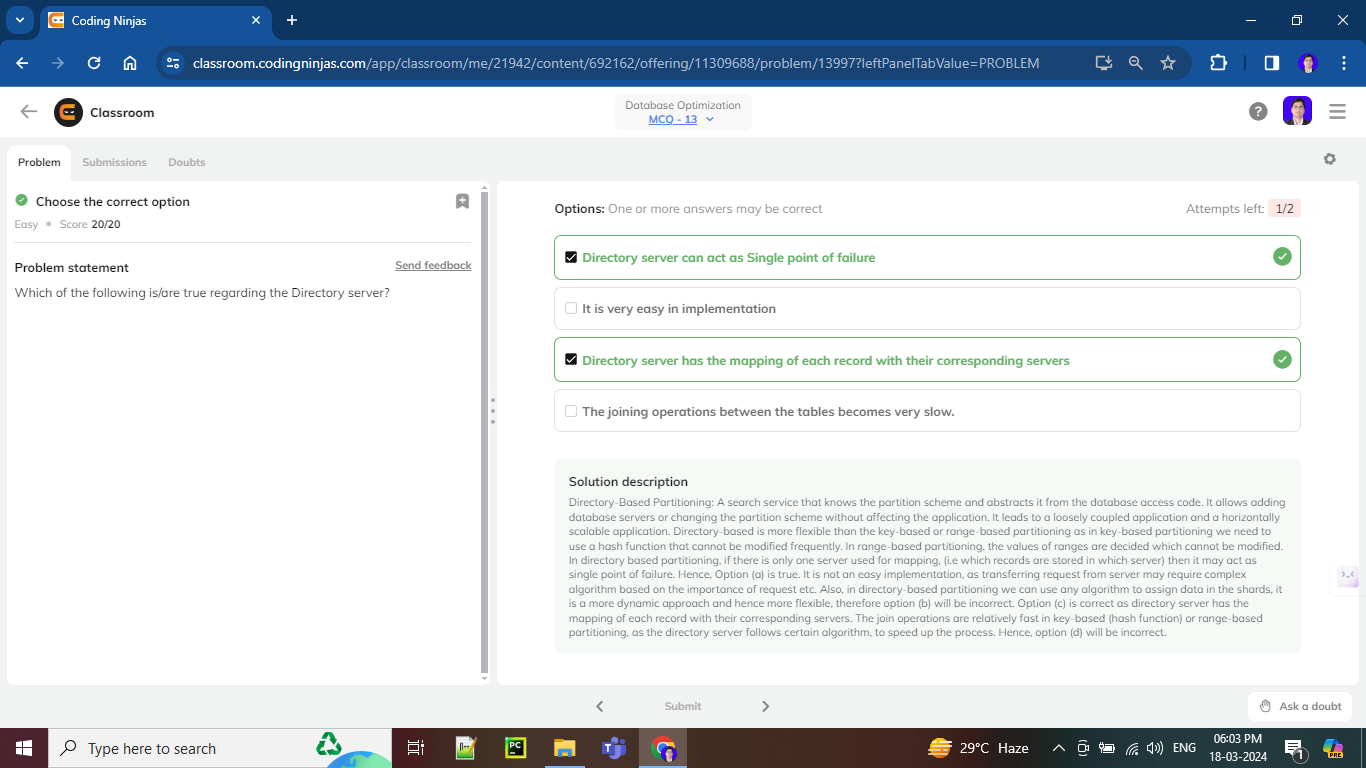 Coding Ninjas
classroom.codingninjas.com/app/classroom/me/21942/content/692162/offering/11309688/problem/13997?leftPanelTabValue=PROBLEM
Classroom
Database Optimization
MCQ - 13
Problem
Submissions
Doubts
Choose the correct option
Easy
Score 20/20
Problem statement
Send feedback
Which of the following is/are true regarding the Directory server?
Options: One or more answers may be correct
Attempts left: 1/2
Directory server can act as Single point of failure
It is very easy in implementation
Directory server has the mapping of each record with their corresponding servers
The joining operations between the tables becomes very slow.
Solution description
Directory-Based Partitioning: A search service that knows the partition scheme and abstracts it from the database access code. It allows adding
database servers or changing the partition scheme without affecting the application. It leads to a loosely coupled application and a horizontally
scalable application. Directory-based is more flexible than the key-based or range-based partitioning as in key-based partitioning we need to
use a hash function that cannot be modified frequently. In range-based partitioning, the values of ranges are decided which cannot be modified.
In directory based partitioning, if there is only one server used for mapping, (i.e which records are stored in which server) then it may act as
single point of failure. Hence, Option (a) is true. It is not an easy implementation, as transferring request from server may require complex
algorithm based on the importance of request etc. Also, in directory-based partitioning we can use any algorithm to assign data in the shards, it
is a more dynamic approach and hence more flexible, therefore option (b) will be incorrect. Option (c) is correct as directory server has the
mapping of each record with their corresponding servers. The join operations are relatively fast in key-based (hash function) or range-based
partitioning, as the directory server follows certain algorithm, to speed up the process. Hence, option (d) will be incorrect.
Submit
Ask a doubt
Type here to search
PC
29°C Haze
ENG
06:03 PM
18-03-2024
1
PRE